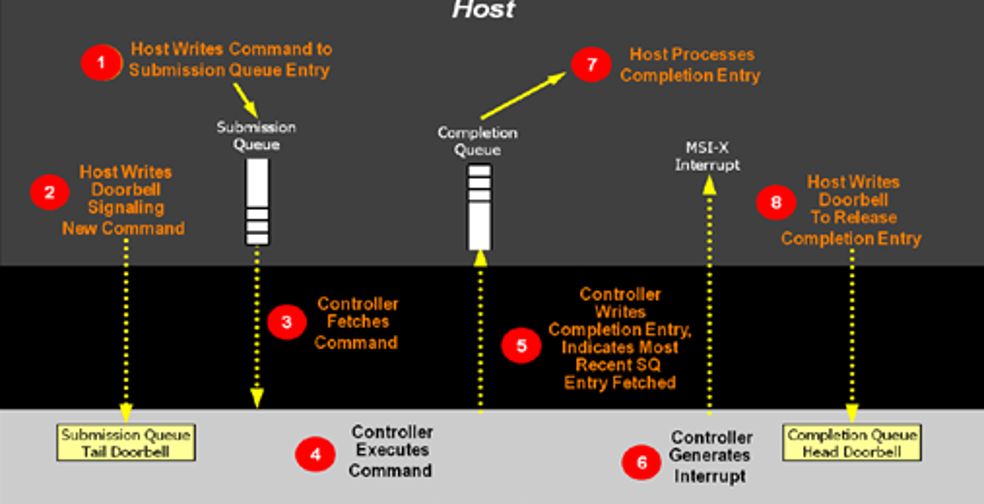 Host
1
Host Writes Command to
Submission Queue Entry
7
Host Processes
Completion Entry
Submission
Queue
Completion
Queue
MSI-X
Interrupt
2
Host Writes
Doorbell
Signaling
New Command
8
Host Writes
Doorbell
To Release
Completion Entry
3
Controller
Fetches
Command
5
Controller
Writes
Completion Entry,
Indicates Most
Recent SQ
Entry Fetched
Submission Queue
Tail Doorbell
4
Controller
Executes
Command
6
Controller
Generates
Interrupt
Completion Queue
Head Doorbell